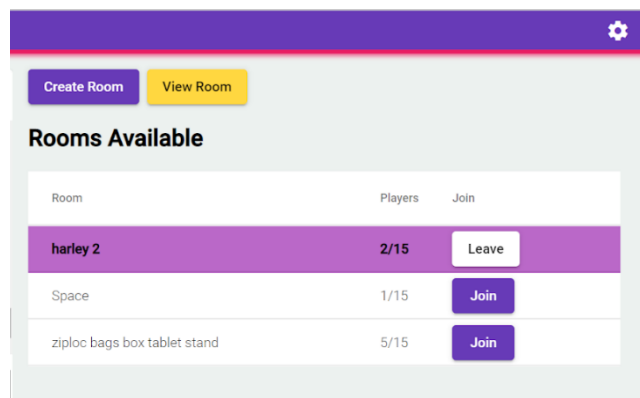 Create Room View Room
Rooms Available
Room Players Join
harley 2 2/15 Leave
Space 1/15 Join
ziploc bags box tablet stand 5/15 Join